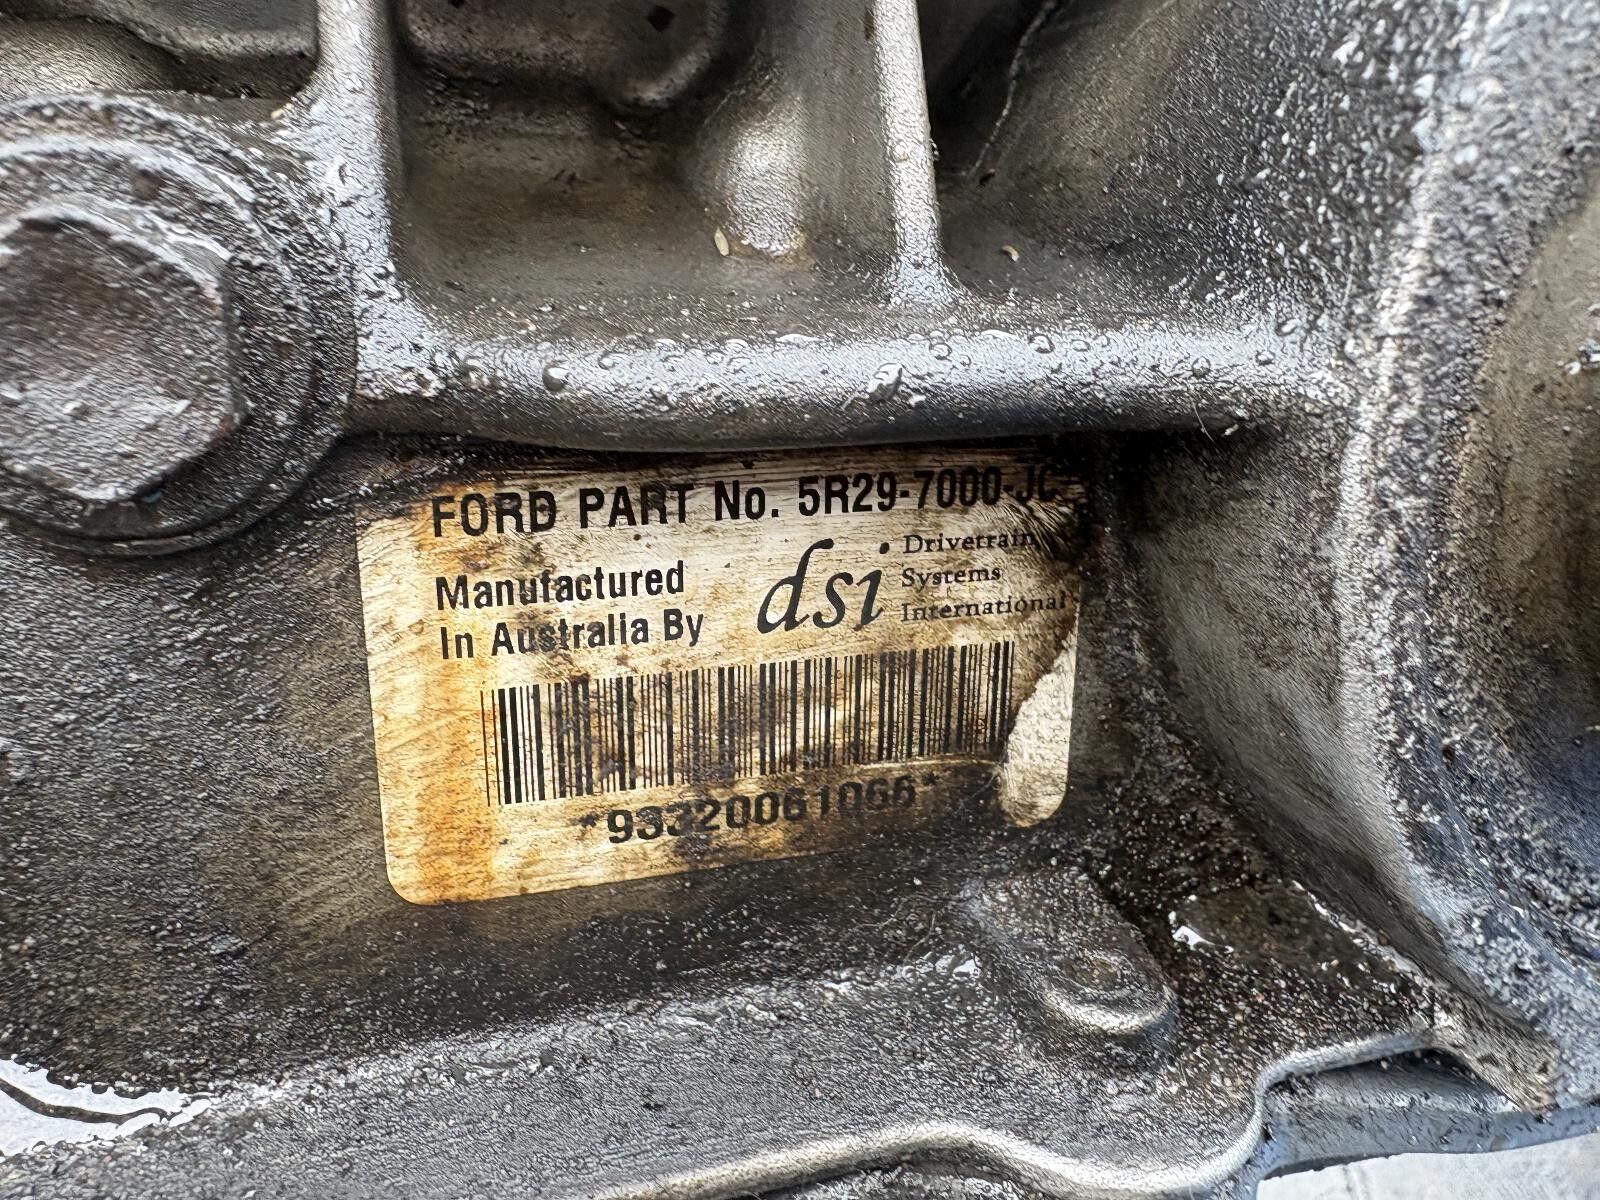 FORD PART No. 5R29-7000-JC
Manufactured
In Australia By
dsi
Drivetrain
Systems
International
*93320061066*